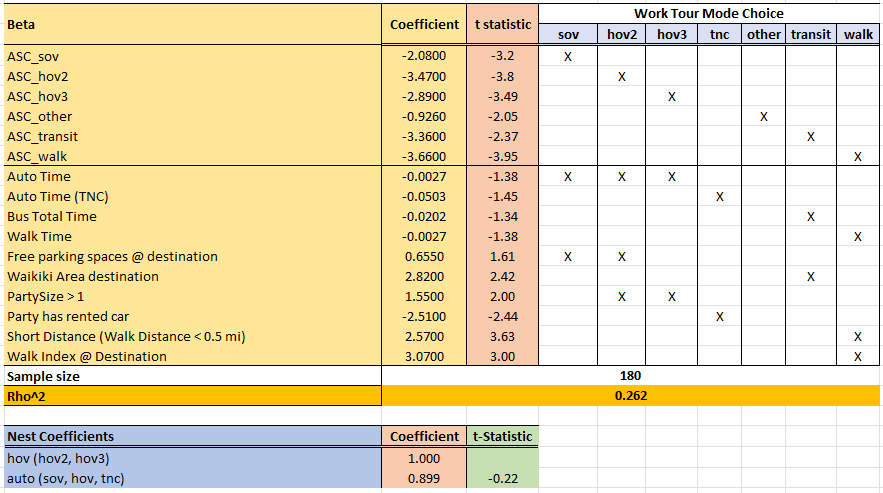 Beta Coefficient t statistic Work Tour Mode Choice
sov hov2 hov3 tnc other transit walk
ASC_sov -2.0800 -3.2 X
ASC_hov2 -3.4700 -3.8 X
ASC_hov3 -2.8900 -3.49 X
ASC_other -0.9260 -2.05 X
ASC_transit -3.3600 -2.37 X
ASC_walk -3.6600 -3.95 X
Auto Time -0.0027 -1.38 X X X
Auto Time (TNC) -0.0503 -1.45 X
Bus Total Time -0.0202 -1.34 X
Walk Time -0.0027 -1.38 X
Free parking spaces @ destination 0.6550 1.61 X X
Waikiki Area destination 2.8200 2.42 X
PartySize > 1 1.5500 2.00 X X
Party has rented car -2.5100 -2.44 X
Short Distance (Walk Distance < 0.5 mi) 2.5700 3.63 X
Walk Index @ Destination 3.0700 3.00 X
Sample size 180
Rho^2 0.262
Nest Coefficients Coefficient t-Statistic
hov (hov2, hov3) 1.000
auto (sov, hov, tnc) 0.899 -0.22